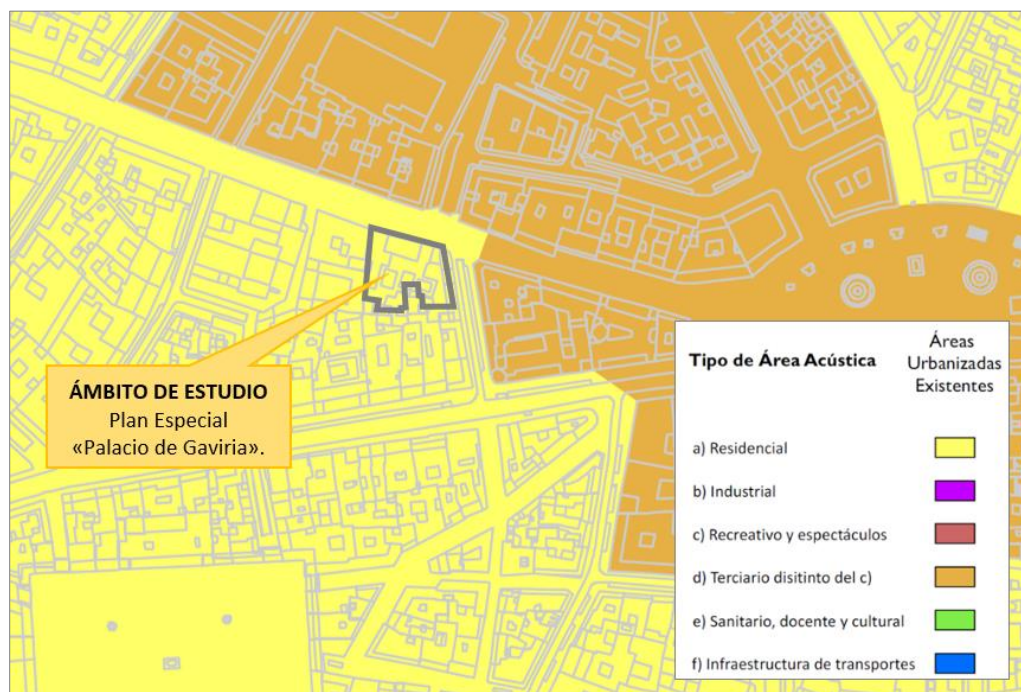 ÁMBITO DE ESTUDIO
Plan Especial
«Palacio de Gaviria».
Tipo de Área Acústica
Áreas
Urbanizadas
Existentes
a) Residencial
b) Industrial
c) Recreativo y espectáculos
d) Terciario disitinto del c)
e) Sanitario, docente y cultural
f) Infraestructura de transportes